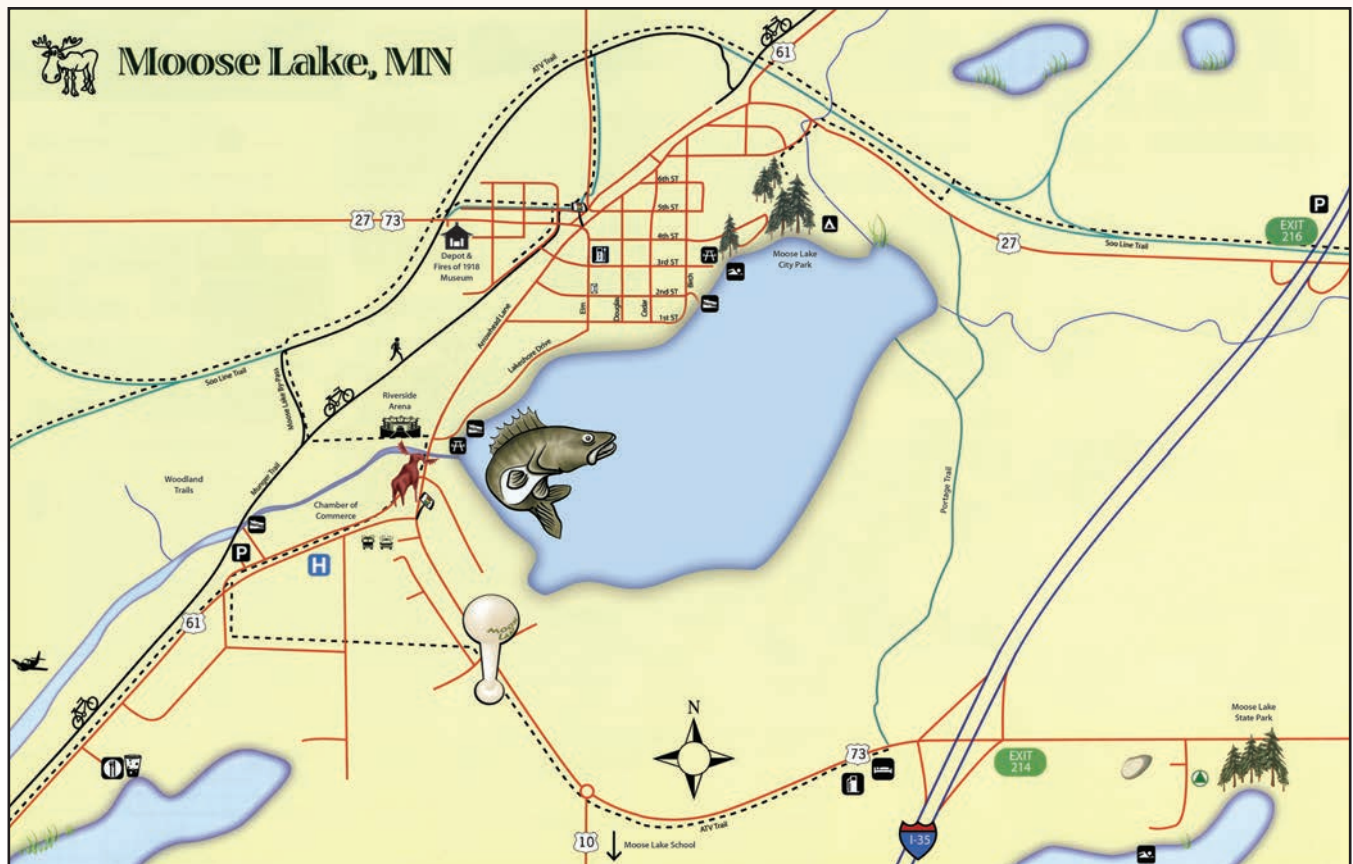 Moose Lake, MN
ATV Trail
61
27 73
6th ST
5th ST
4th ST
3rd ST
2nd ST
1st ST
Elm
Douglas
Cedar
Birch
Depot &
Fires of 1918
Museum
Moose Lake
City Park
27
Soo Line Trail
EXIT
216
P
Arrowhead Lane
Lakeshore Drive
Soo Line Trail
Moose Lake By-Pass
Riverside
Arena
Munger Trail
Woodland
Trails
Chamber of
Commerce
P
H
61
Portage Trail
MOOSE
LAKE
N
73
ATV Trail
10
Moose Lake School
EXIT
214
I-35
Moose Lake
State Park